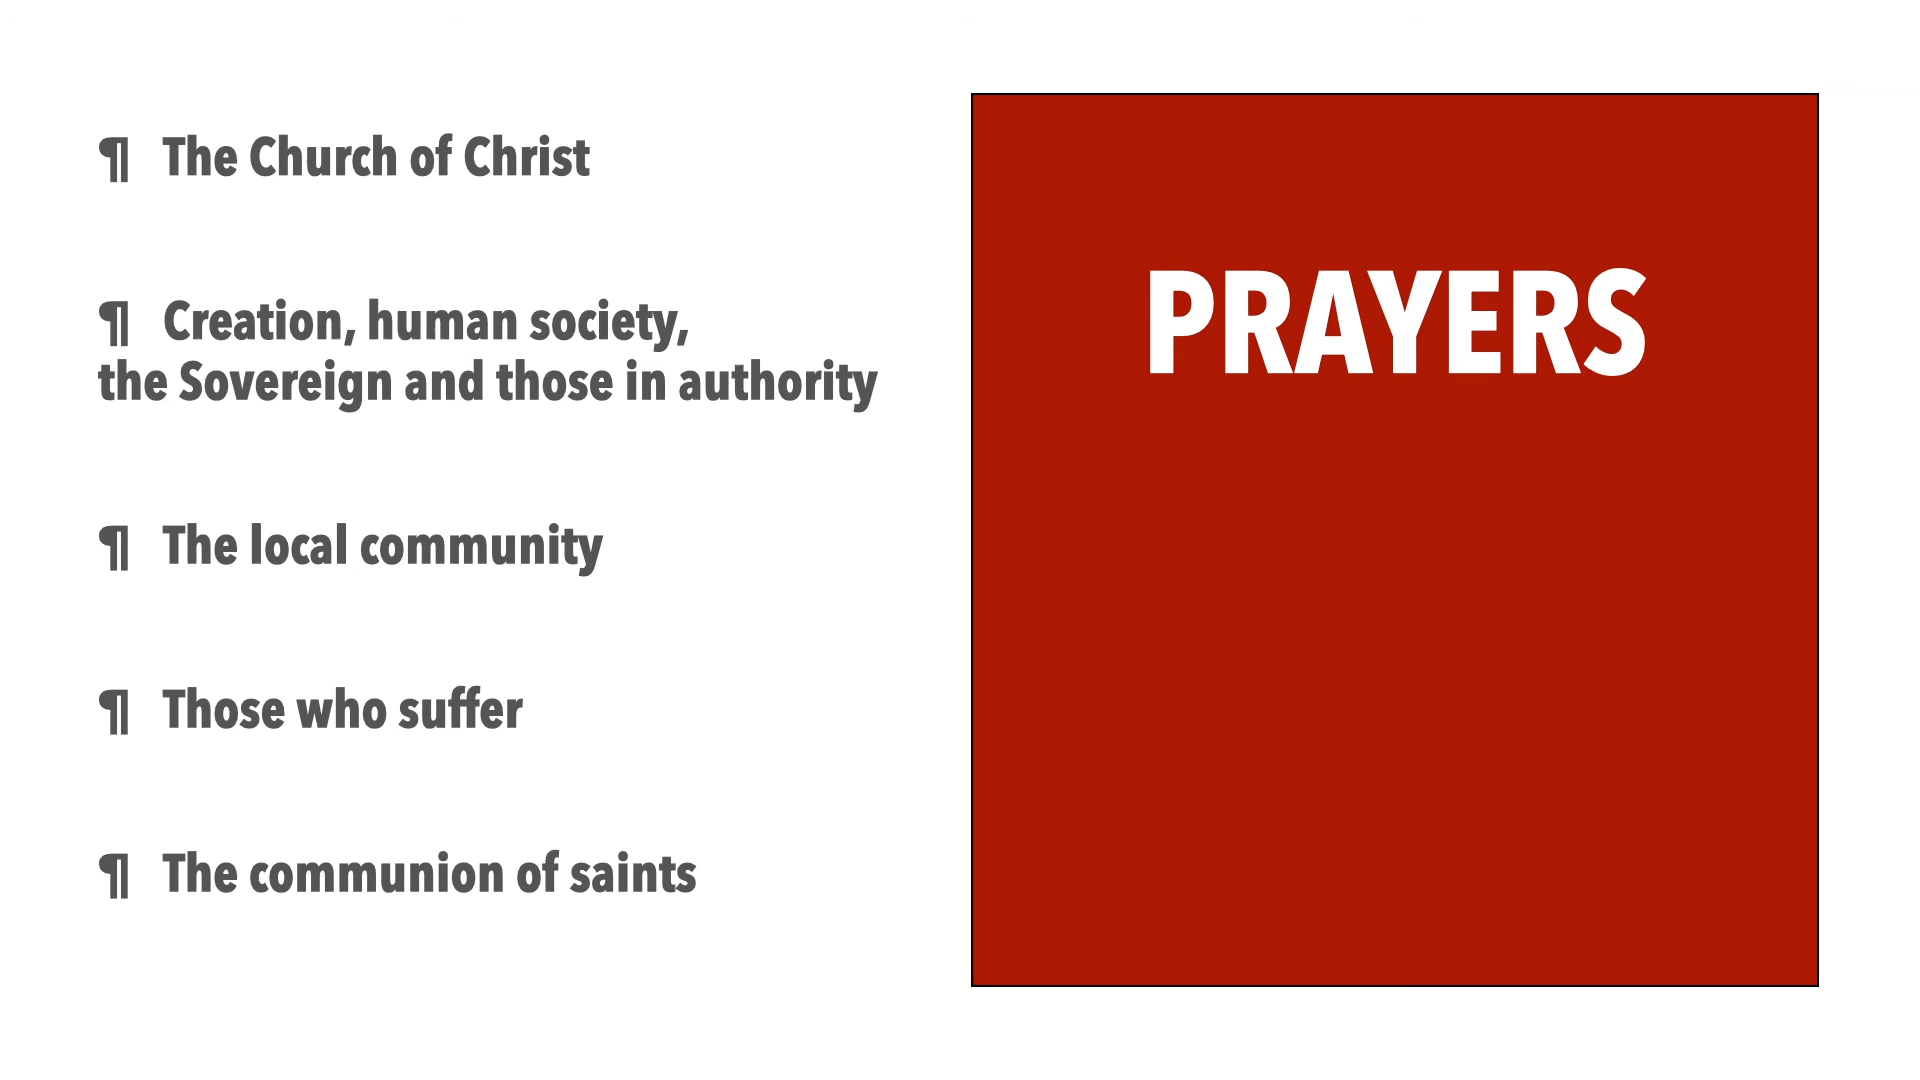 ¶ The Church of Christ
¶ Creation, human society,
the Sovereign and those in authority
¶ The local community
¶ Those who suffer
¶ The communion of saints
PRAYERS